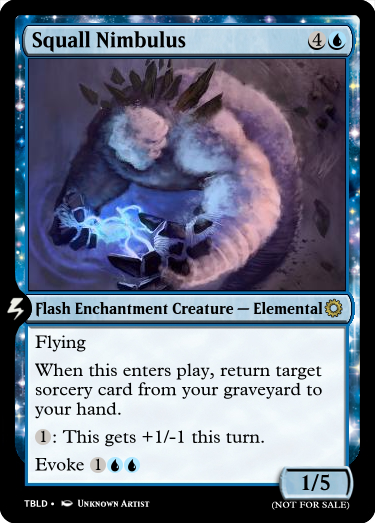 Squall Nimbulus 4
Flash Enchantment Creature — Elemental
Flying
When this enters play, return target
sorcery card from your graveyard to
your hand.
1: This gets +1/-1 this turn.
Evoke 1
1/5
TBLD • Unknown Artist
(NOT FOR SALE)